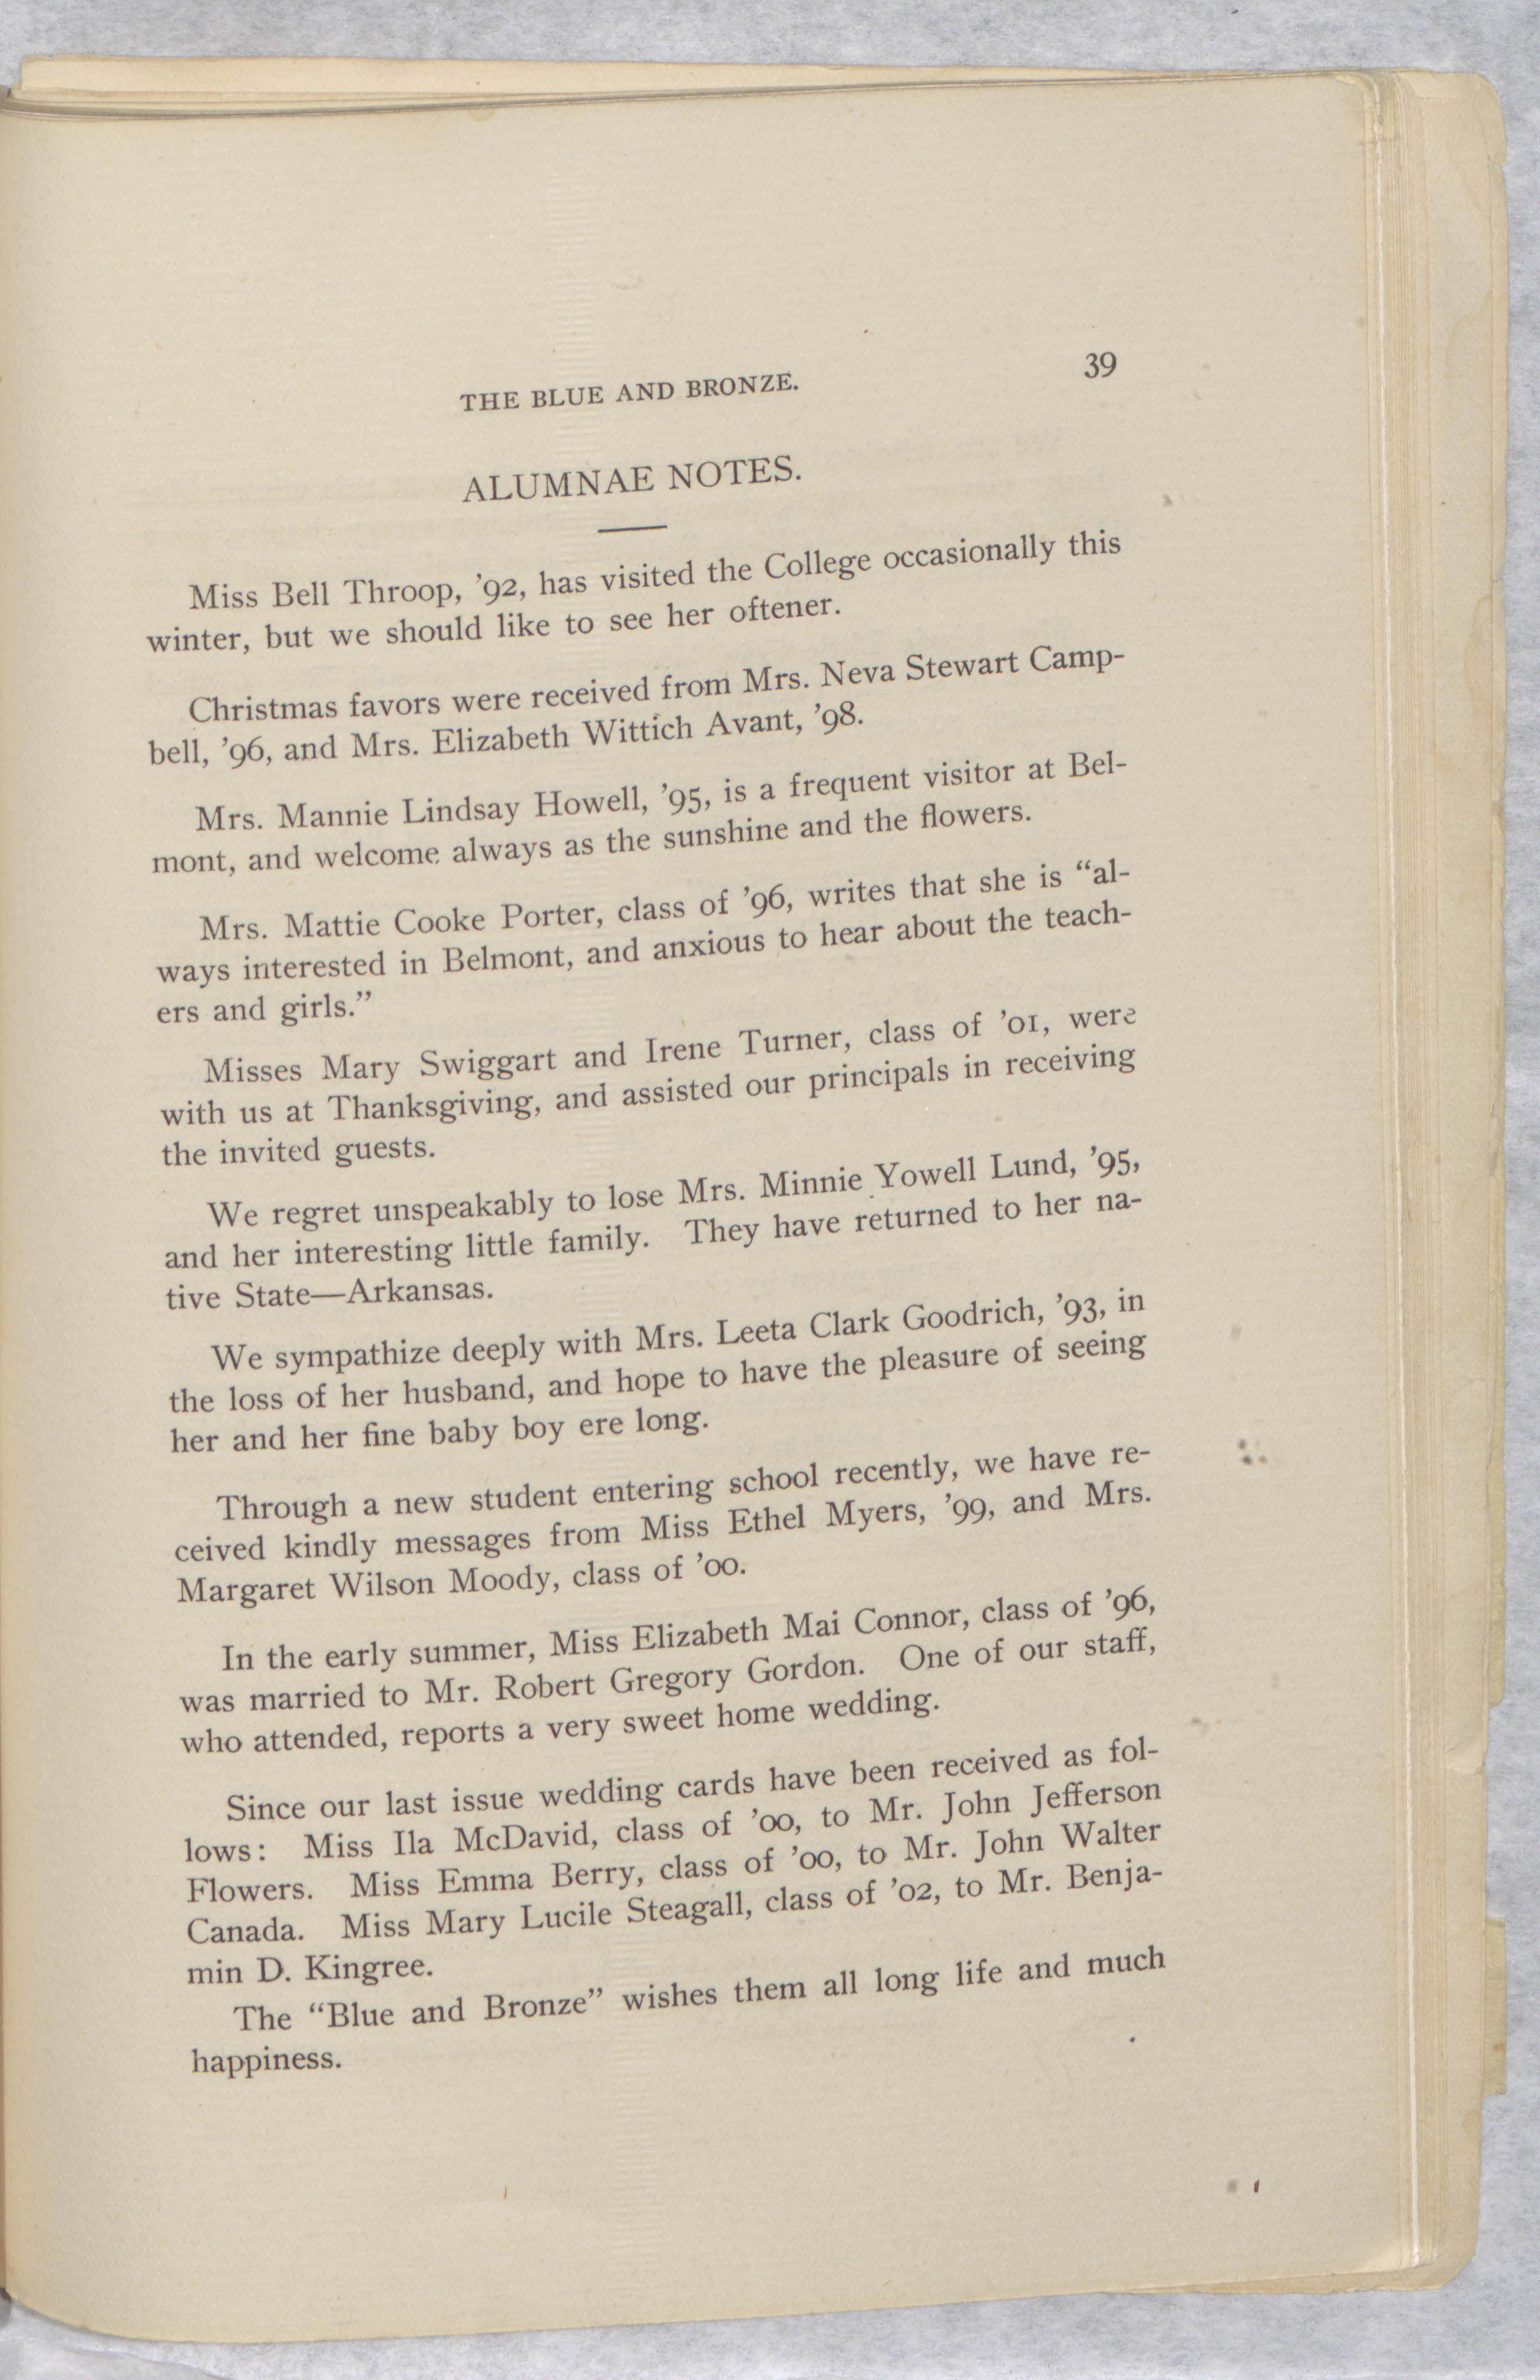 THE BLUE AND BRONZE. 39
ALUMNAE NOTES.
Miss Bell Throop, ’92, has visited the College occasionally this
winter, but we should like to see her oftener.
Christmas favors were received from Mrs. Neva Stewart Camp-
bell, ’96, and Mrs. Elizabeth Wittich Avant, ’98.
Mrs. Mannie Lindsay Howell, ’95, is a frequent visitor at Bel-
mont, and welcome always as the sunshine and the flowers.
Mrs. Mattie Cooke Porter, class of ’96, writes that she is “al-
ways interested in Belmont, and anxious to hear about the teach-
ers and girls.”
Misses Mary Swiggart and Irene Turner, class of ’01, were
with us at Thanksgiving, and assisted our principals in receiving
the invited guests.
We regret unspeakably to lose Mrs. Minnie Yowell Lund, ’95,
and her interesting little family. They have returned to her na-
tive State—Arkansas.
We sympathize deeply with Mrs. Leeta Clark Goodrich, ’93, in
the loss of her husband, and hope to have the pleasure of seeing
her and her fine baby boy ere long.
Through a new student entering school recently, we have re-
ceived kindly messages from Miss Ethel Myers, ’99, and Mrs.
Margaret Wilson Moody, class of ’00.
In the early summer, Miss Elizabeth Mai Connor, class of ’96,
was married to Mr. Robert Gregory Gordon. One of our staff,
who attended, reports a very sweet home wedding.
Since our last issue wedding cards have been received as fol-
lows: Miss Ila McDavid, class of ’00, to Mr. John Jefferson
Flowers. Miss Emma Berry, class of ’00, to Mr. John Walter
Canada. Miss Mary Lucile Steagall, class of ’02, to Mr. Benja-
min D. Kingree.
The “Blue and Bronze” wishes them all long life and much
happiness.